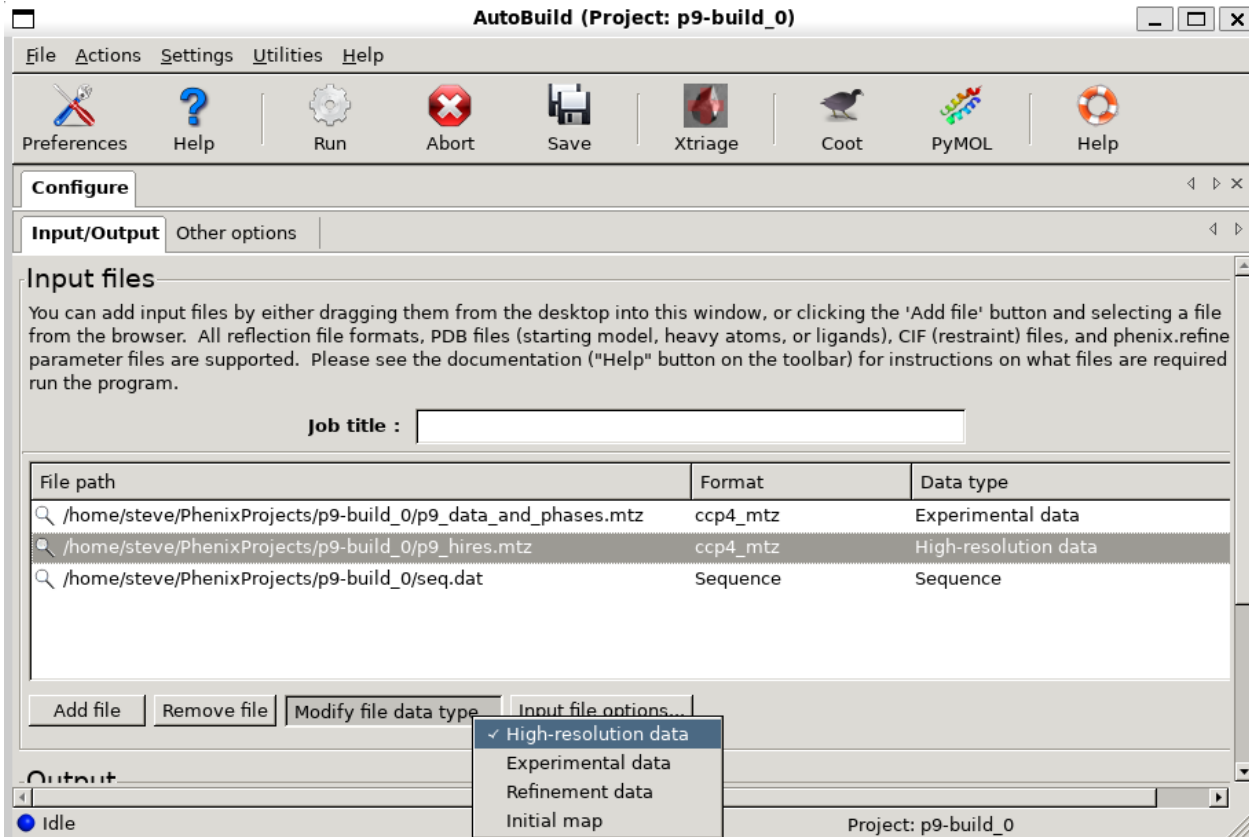 AutoBuild (Project: p9-build_0)
File Actions Settings Utilities Help
Preferences Help Run Abort Save Xtriage Coot PyMOL Help
Configure
Input/Output Other options
Input files
You can add input files by either dragging them from the desktop into this window, or clicking the 'Add file' button and selecting a file
from the browser. All reflection file formats, PDB files (starting model, heavy atoms, or ligands), CIF (restraint) files, and phenix.refine
parameter files are supported. Please see the documentation ("Help" button on the toolbar) for instructions on what files are required
run the program.
Job title :
File path Format Data type
/home/steve/PhenixProjects/p9-build_0/p9_data_and_phases.mtz ccp4_mtz Experimental data
/home/steve/PhenixProjects/p9-build_0/p9_hires.mtz ccp4_mtz High-resolution data
/home/steve/PhenixProjects/p9-build_0/seq.dat Sequence Sequence
Add file Remove file Modify file data type Input file options...
✓ High-resolution data
Experimental data
Refinement data
Initial map
Output
Idle Project: p9-build_0